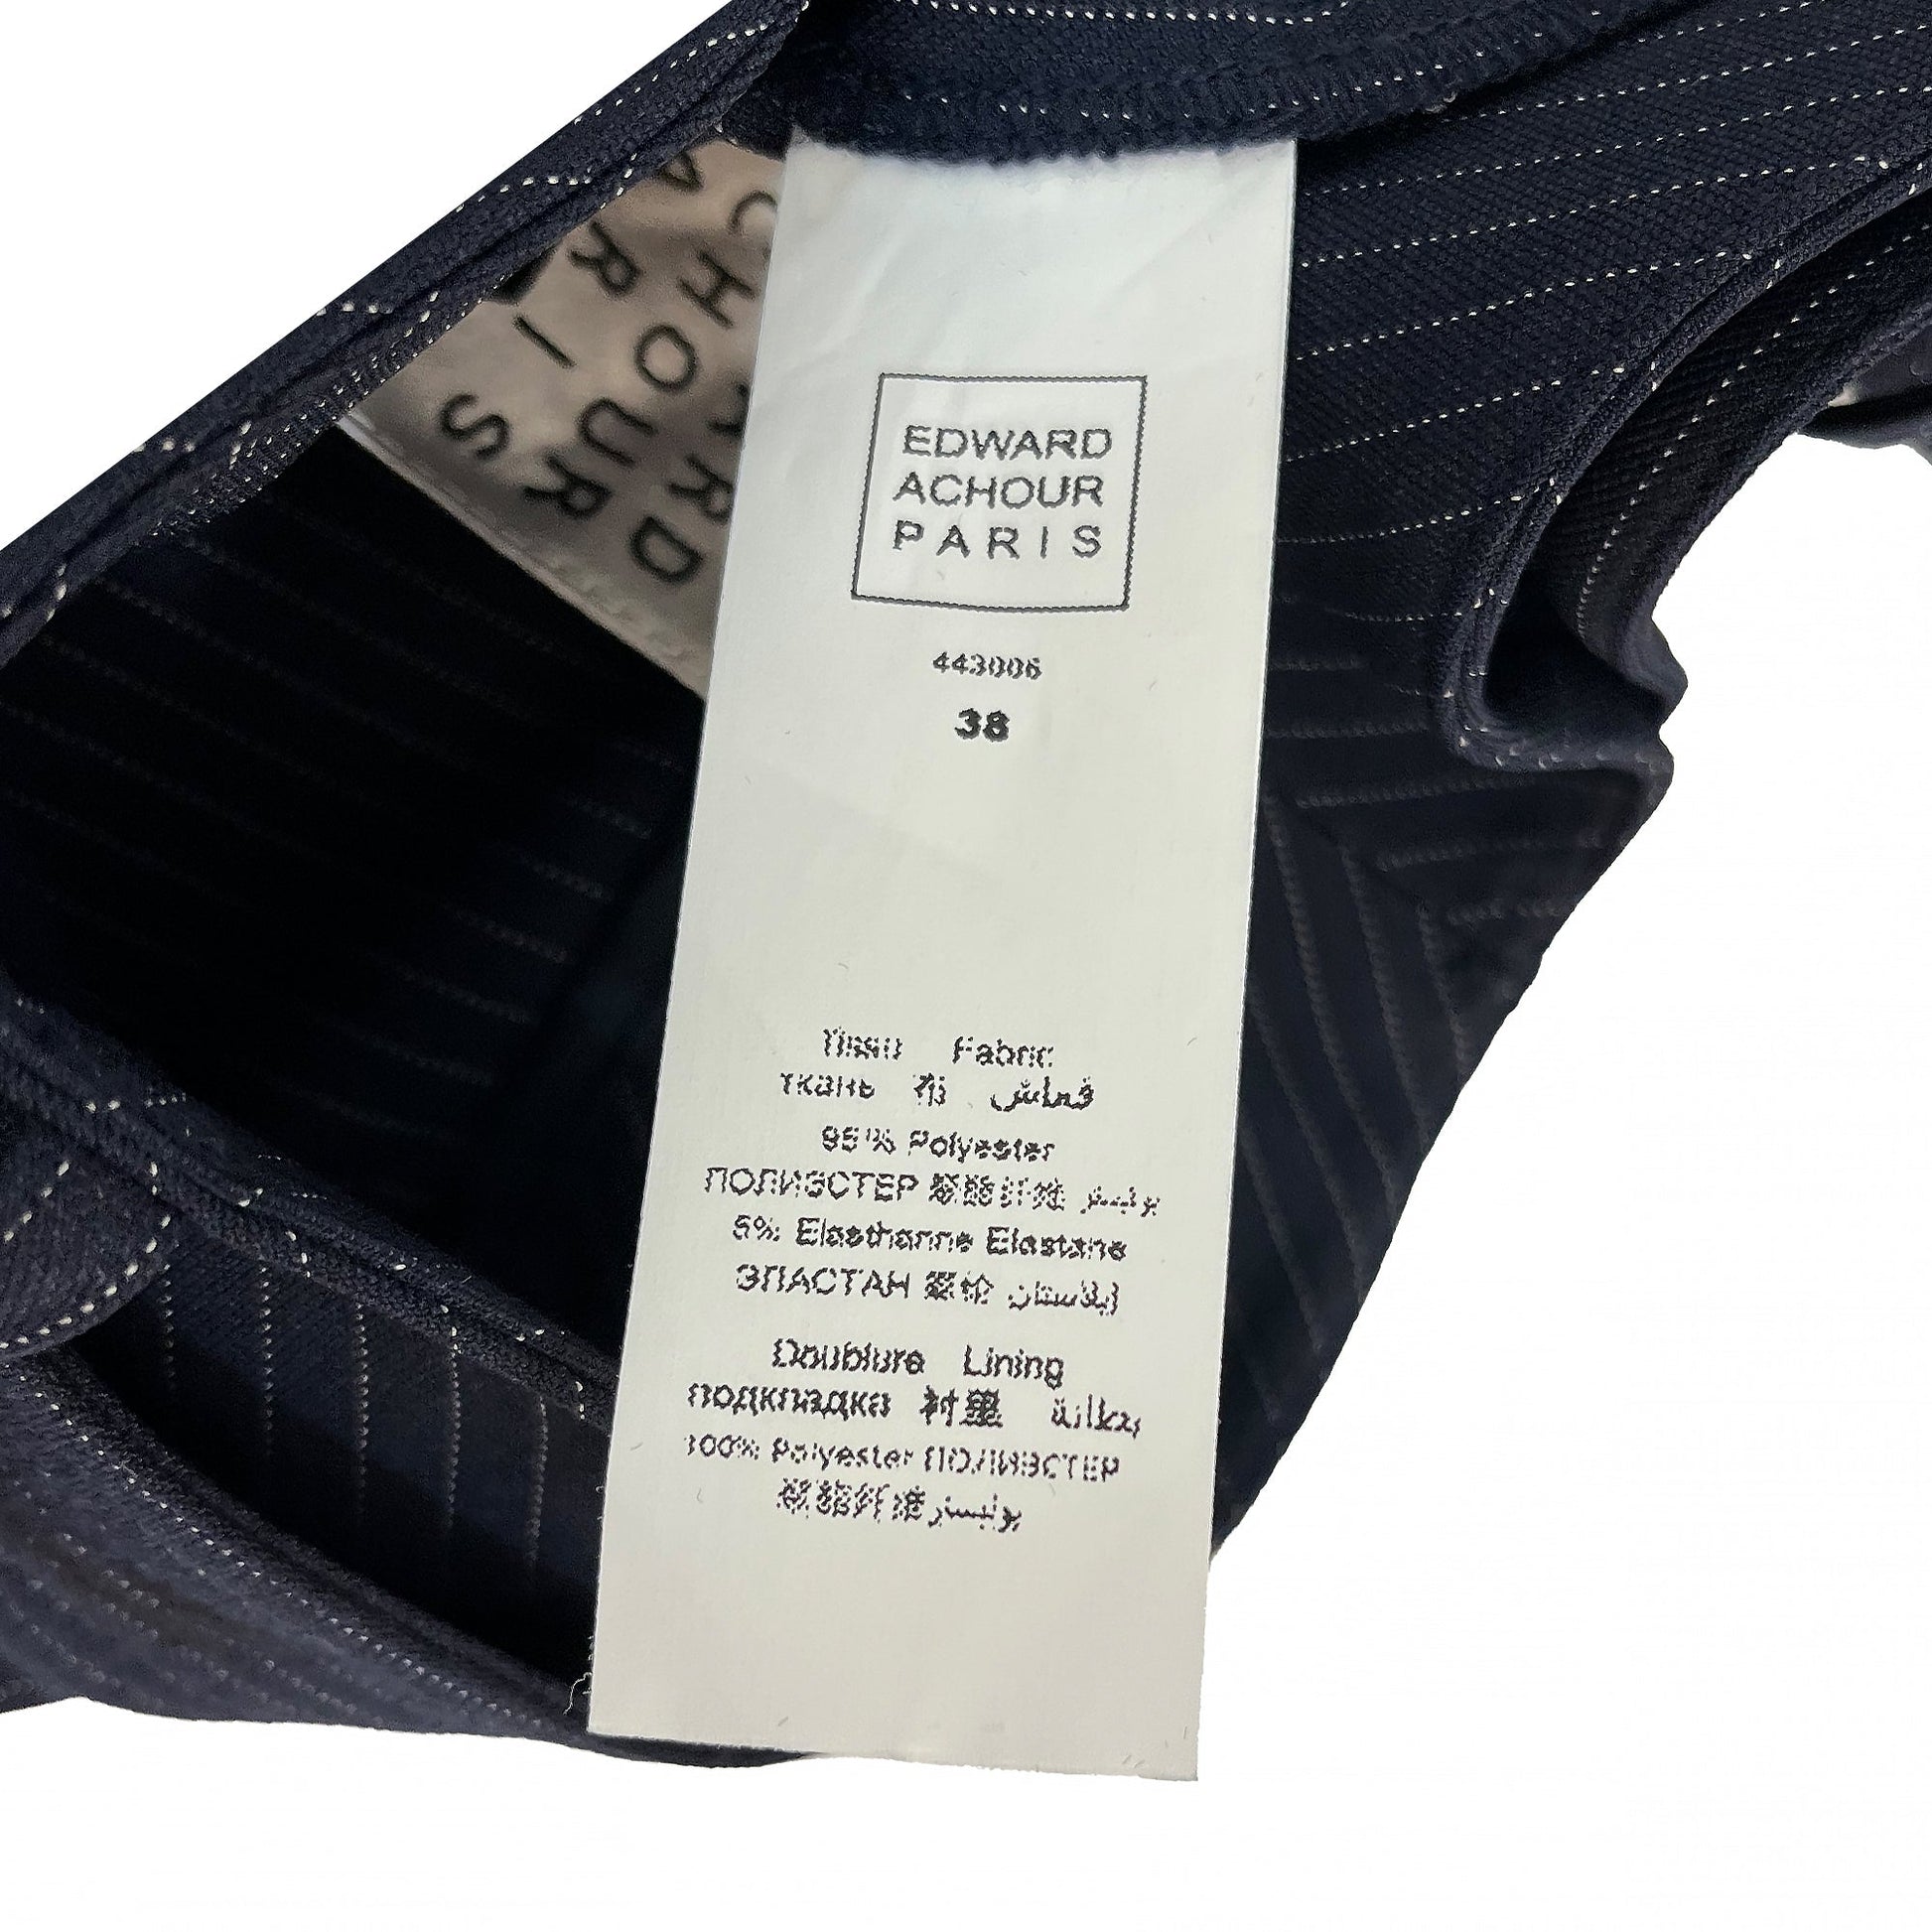 EDWARD
ACHOUR
PARIS
443006
38
Tissu Fabric
Ткань 布 قماش
95% Polyester
ПОЛИЭСТЕР 聚酯纤维 بوليستر
5% Elasthanne Elastane
ЭЛАСТАН 氨纶 إيلاستان
Doublure Lining
подкладка 衬里 بطانة
100% Polyester ПОЛИЭСТЕР
聚酯纤维 بوليستر
ACHOUR